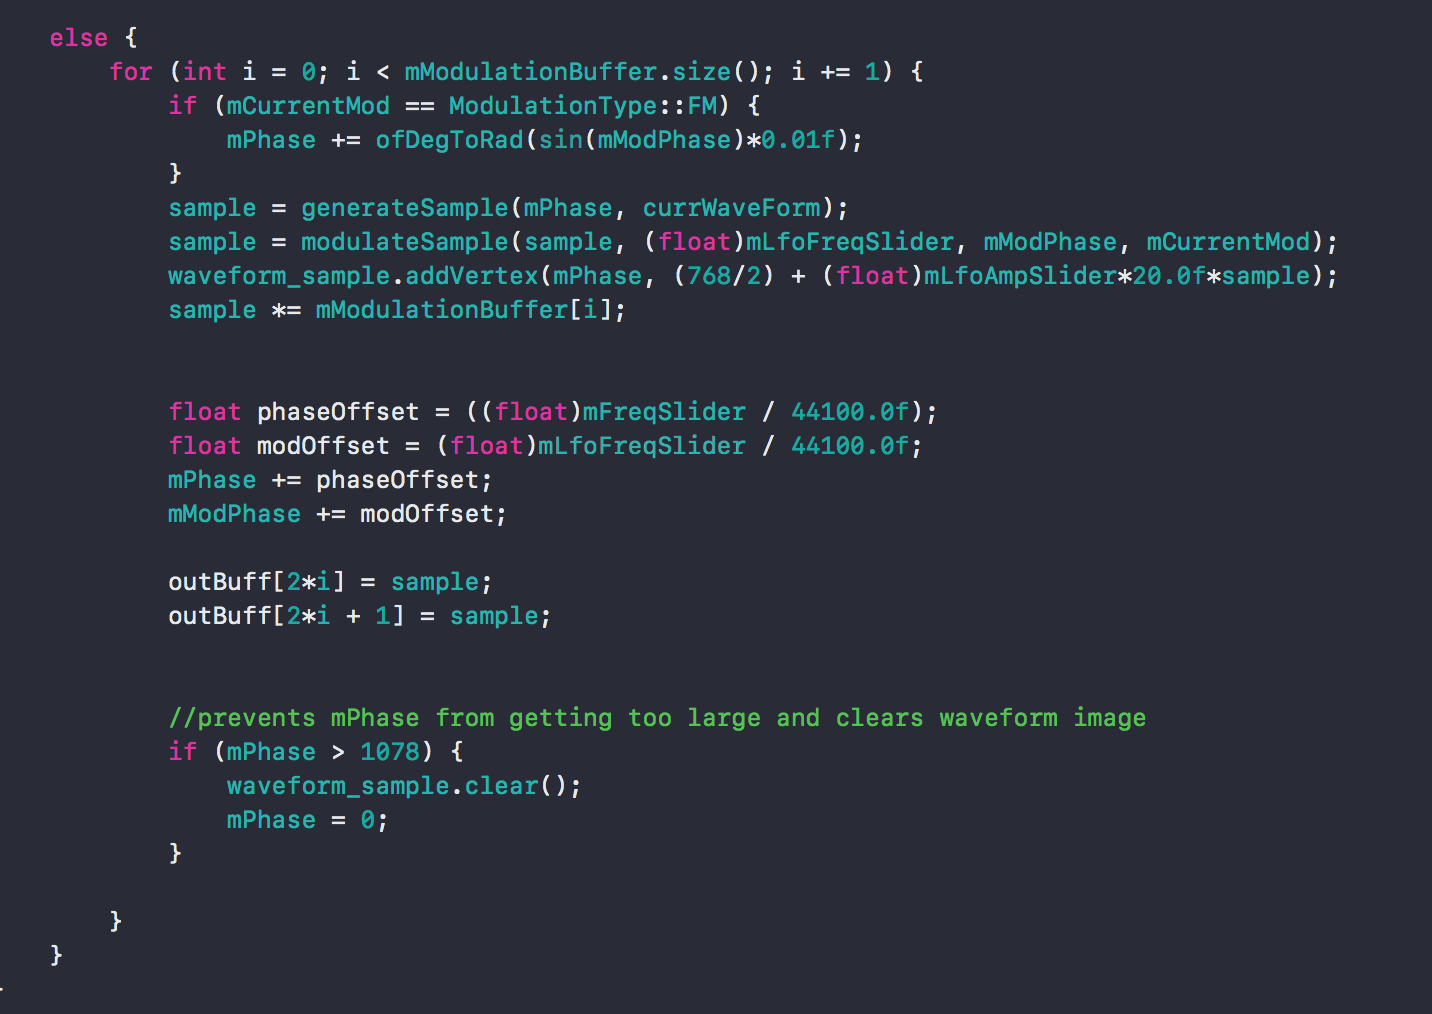 else {
for (int i = 0; i < mModulationBuffer.size(); i += 1) {
if (mCurrentMod == ModulationType::FM) {
mPhase += ofDegToRad(sin(mModPhase)*0.01f);
}
sample = generateSample(mPhase, currWaveForm);
sample = modulateSample(sample, (float)mLfoFreqSlider, mModPhase, mCurrentMod);
waveform_sample.addVertex(mPhase, (768/2) + (float)mLfoAmpSlider*20.0f*sample);
sample *= mModulationBuffer[i];
float phaseOffset = ((float)mFreqSlider / 44100.0f);
float modOffset = (float)mLfoFreqSlider / 44100.0f;
mPhase += phaseOffset;
mModPhase += modOffset;
outBuff[2*i] = sample;
outBuff[2*i + 1] = sample;
//prevents mPhase from getting too large and clears waveform image
if (mPhase > 1078) {
waveform_sample.clear();
mPhase = 0;
}
}
}